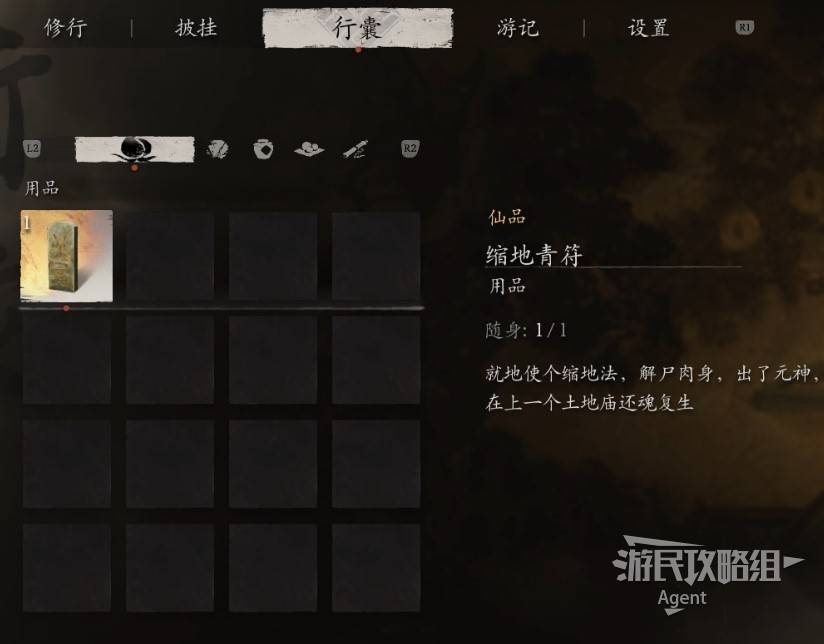 修行 | 披挂 行囊 游记 | 设置 R1
L2 R2
用品
1
仙品
缩地青符
用品
随身: 1/1
就地使个缩地法，解尸肉身，出了元神，
在上一个土地庙还魂复生
游民攻略组
Agent